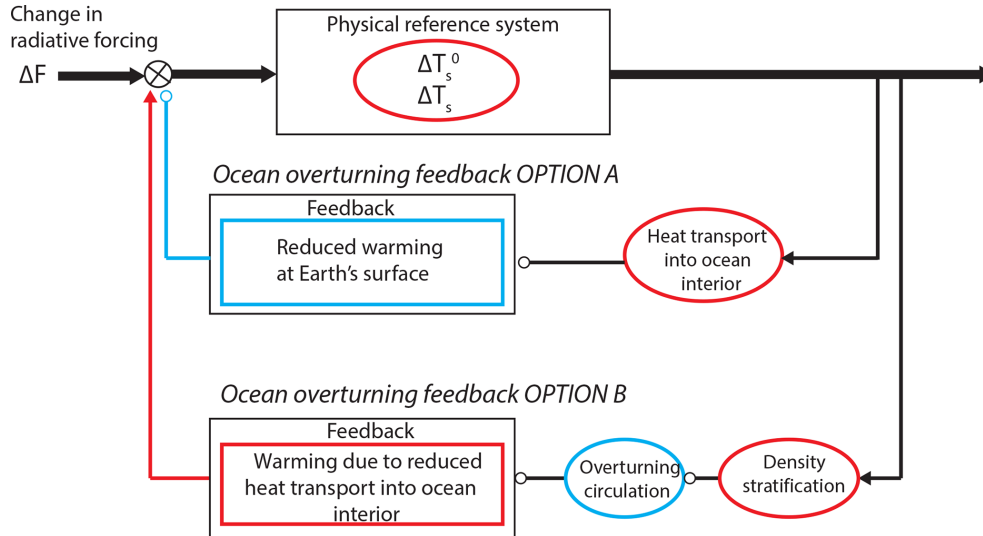 Change in
radiative forcing
ΔF
Physical reference system
ΔTₛ⁰
ΔTₛ
Ocean overturning feedback OPTION A
Feedback
Reduced warming
at Earth's surface
Heat transport
into ocean
interior
Ocean overturning feedback OPTION B
Feedback
Warming due to reduced
heat transport into ocean
interior
Overturning
circulation
Density
stratification